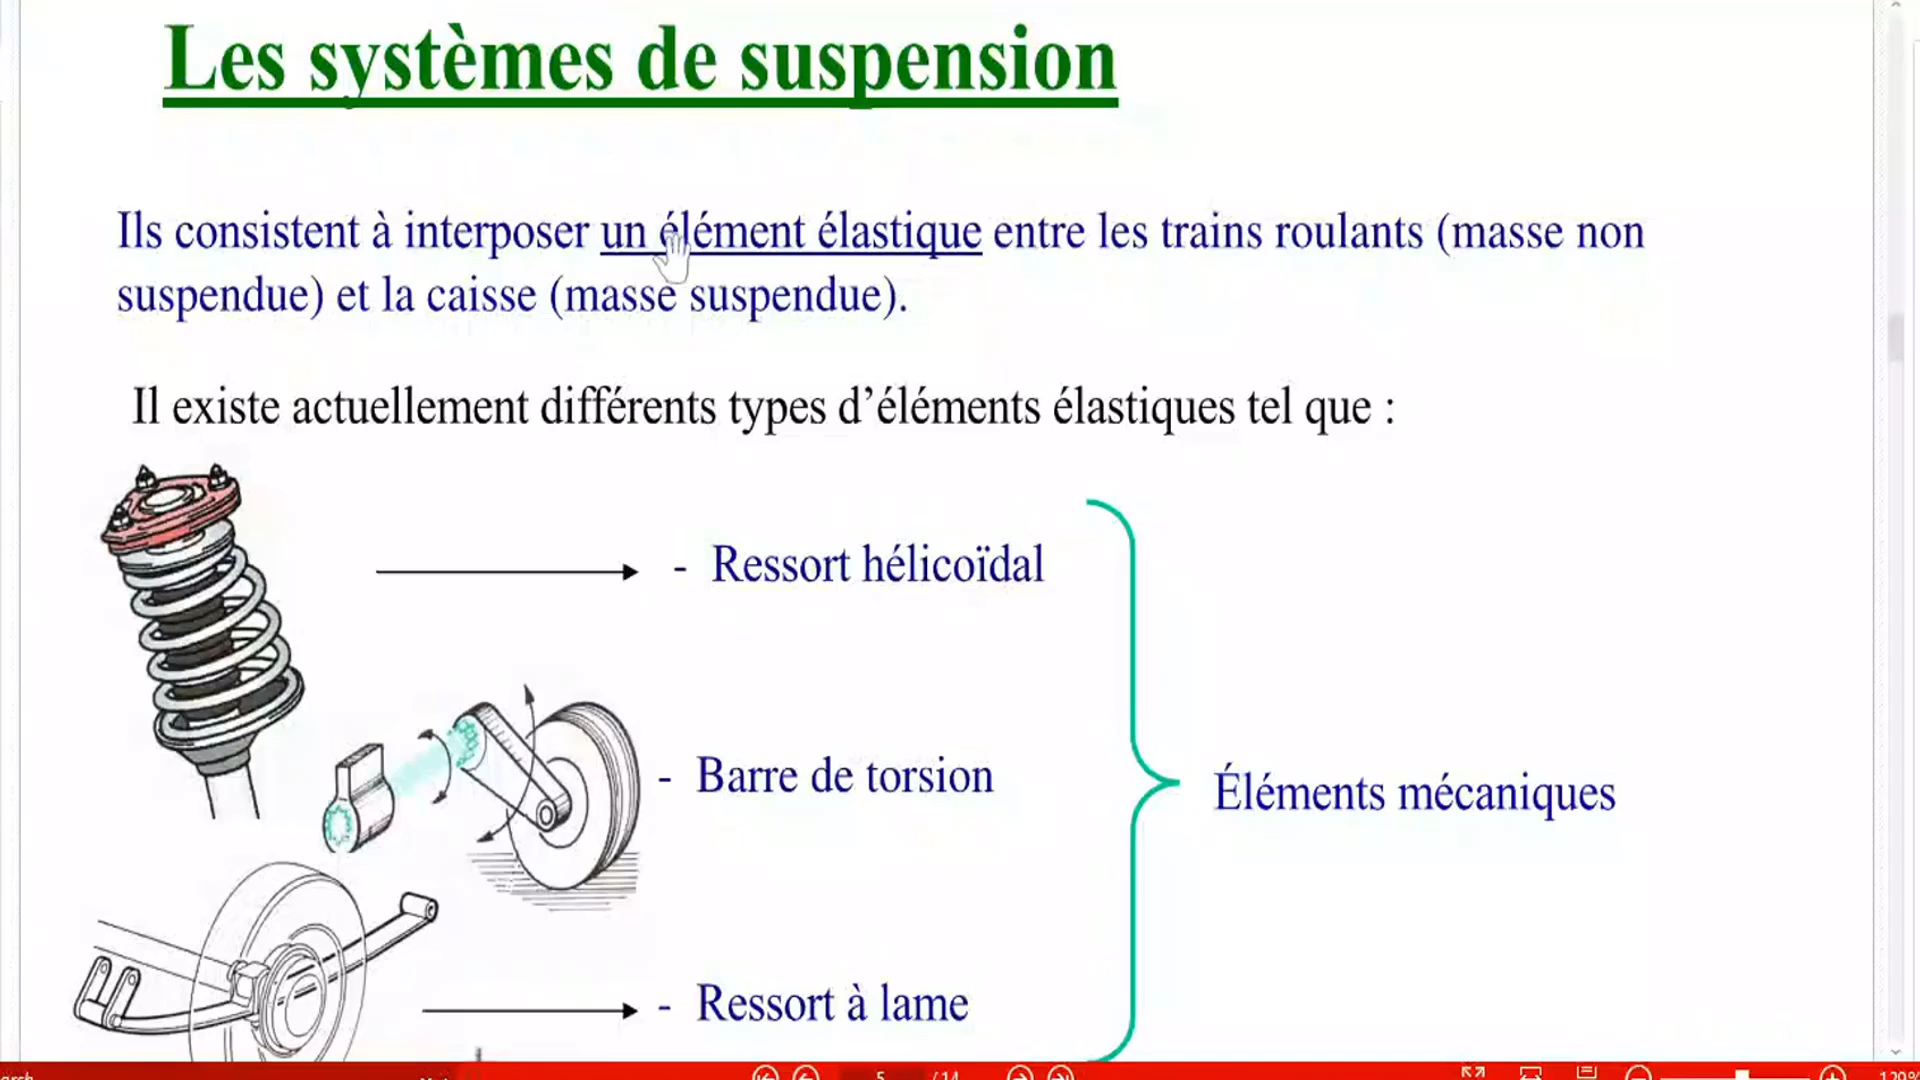 Les systèmes de suspension
Ils consistent à interposer un élément élastique entre les trains roulants (masse non
suspendue) et la caisse (masse suspendue).
Il existe actuellement différents types d’éléments élastiques tel que :
- Ressort hélicoïdal
- Barre de torsion
Éléments mécaniques
- Ressort à lame
5 / 14